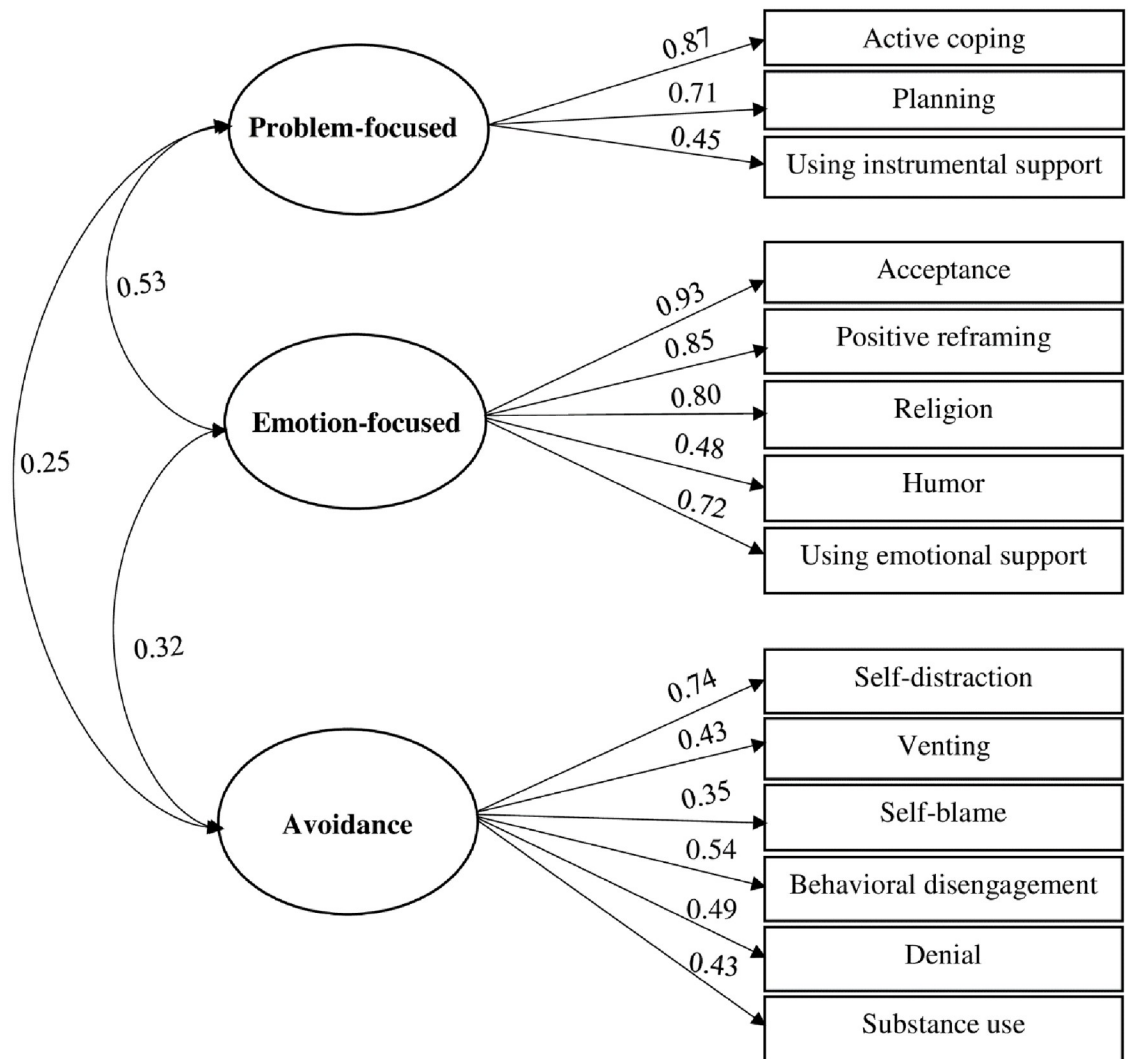 Problem-focused
0.87
Active coping
0.71
Planning
0.45
Using instrumental support
0.53
0.25
Emotion-focused
0.93
Acceptance
0.85
Positive reframing
0.80
Religion
0.48
Humor
0.72
Using emotional support
0.32
Avoidance
0.74
Self-distraction
0.43
Venting
0.35
Self-blame
0.54
Behavioral disengagement
0.49
Denial
0.43
Substance use